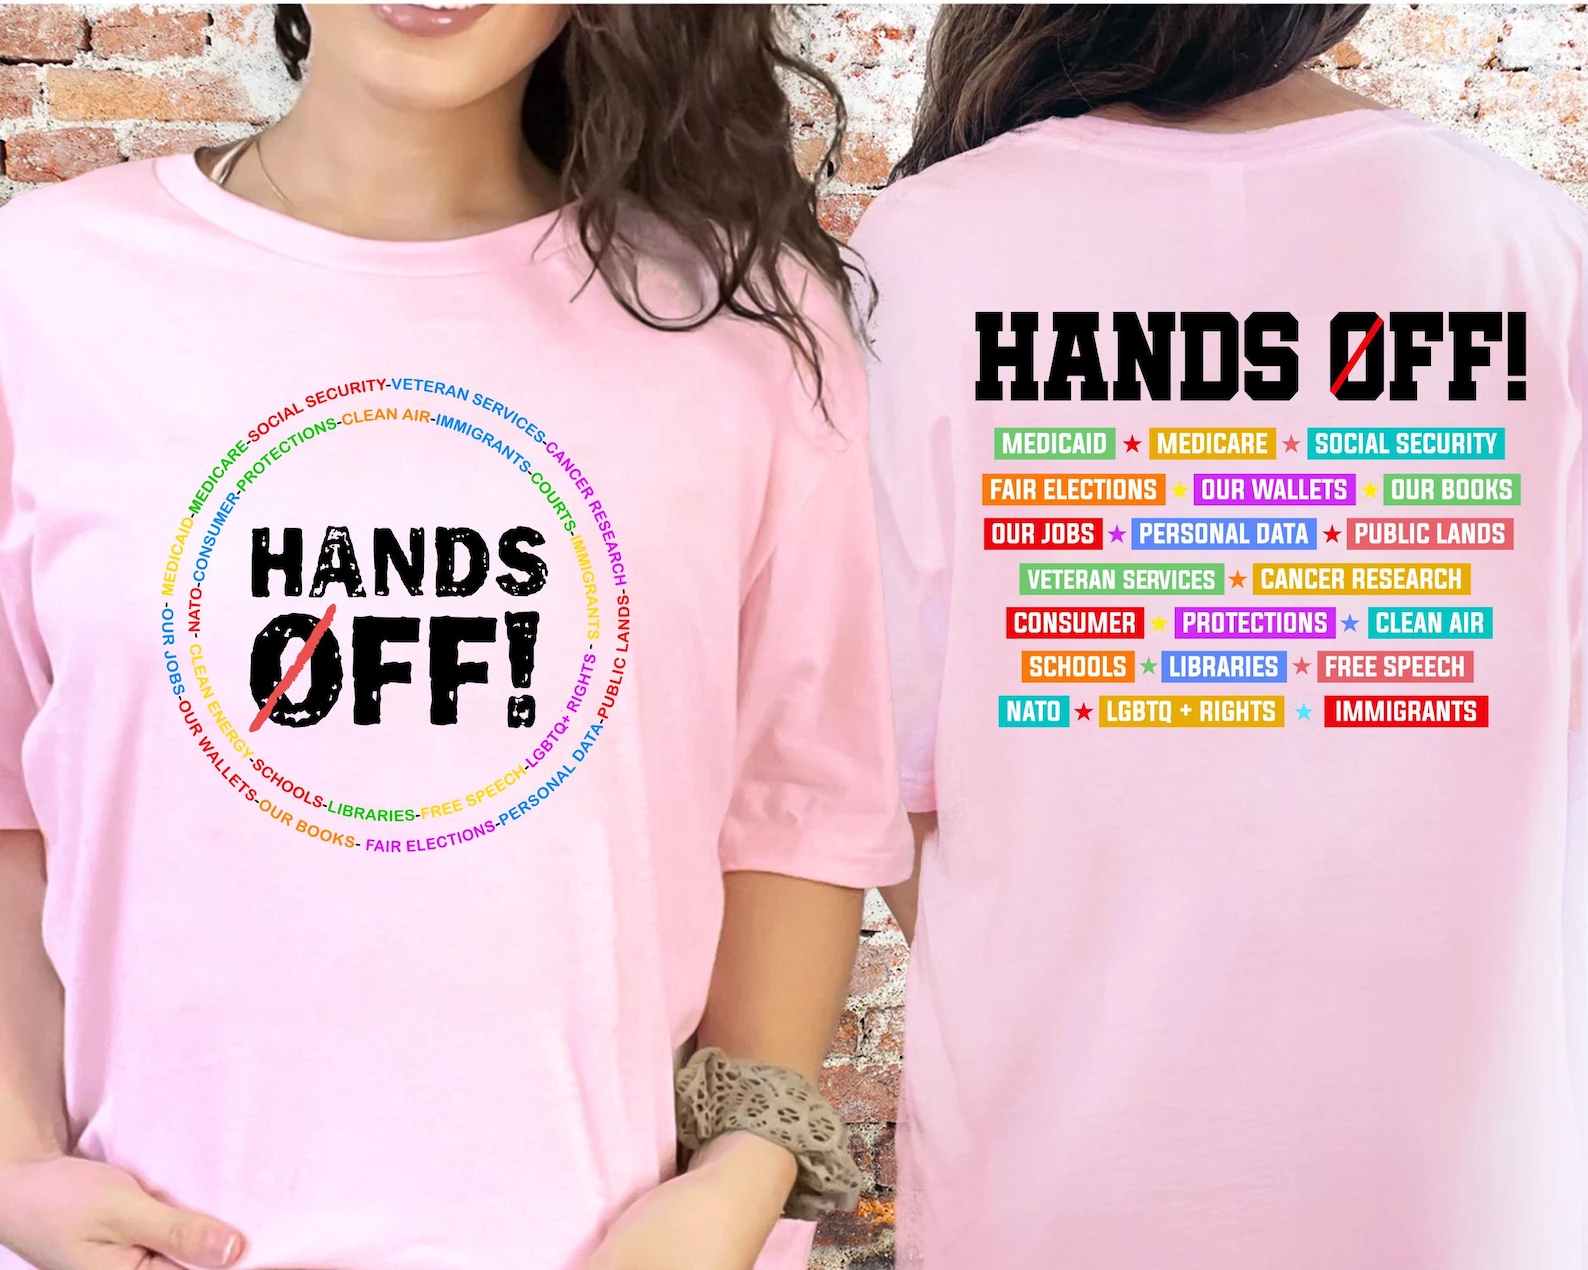 HANDS
OFF!
- MEDICAID-MEDICARE-SOCIAL SECURITY-VETERAN SERVICES-CANCER RESEARCH-PUBLIC LANDS-PERSONAL DATA-FAIR ELECTIONS-OUR BOOKS-OUR WALLETS-OUR JOBS
-NATO-CONSUMER-PROTECTIONS-CLEAN AIR-IMMIGRANTS-COURTS-IMMIGRANTS - LGBTQ+ RIGHTS-FREE SPEECH-LIBRARIES-SCHOOLS-CLEAN ENERGY
HANDS OFF!
MEDICAID ★ MEDICARE ★ SOCIAL SECURITY
FAIR ELECTIONS ★ OUR WALLETS ★ OUR BOOKS
OUR JOBS ★ PERSONAL DATA ★ PUBLIC LANDS
VETERAN SERVICES ★ CANCER RESEARCH
CONSUMER ★ PROTECTIONS ★ CLEAN AIR
SCHOOLS ★ LIBRARIES ★ FREE SPEECH
NATO ★ LGBTQ + RIGHTS ★ IMMIGRANTS